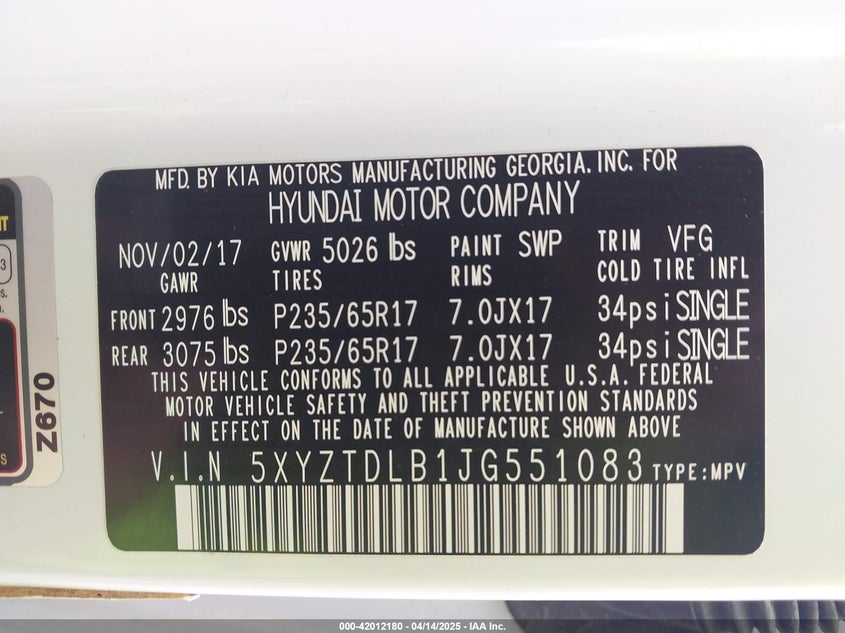 MFD. BY KIA MOTORS MANUFACTURING GEORGIA. INC. FOR
HYUNDAI MOTOR COMPANY
NOV/02/17 GVWR 5026 lbs PAINT SWP TRIM VFG
GAWR TIRES RIMS COLD TIRE INFL
FRONT 2976 lbs P235/65R17 7.0JX17 34psi SINGLE
REAR 3075 lbs P235/65R17 7.0JX17 34psi SINGLE
THIS VEHICLE CONFORMS TO ALL APPLICABLE U.S.A. FEDERAL
MOTOR VEHICLE SAFETY AND THEFT PREVENTION STANDARDS
IN EFFECT ON THE DATE OF MANUFACTURE SHOWN ABOVE
V.I.N 5XYZTDLB1JG551083 TYPE:MPV
Z670
000-42012180 - 04/14/2025 - IAA Inc.